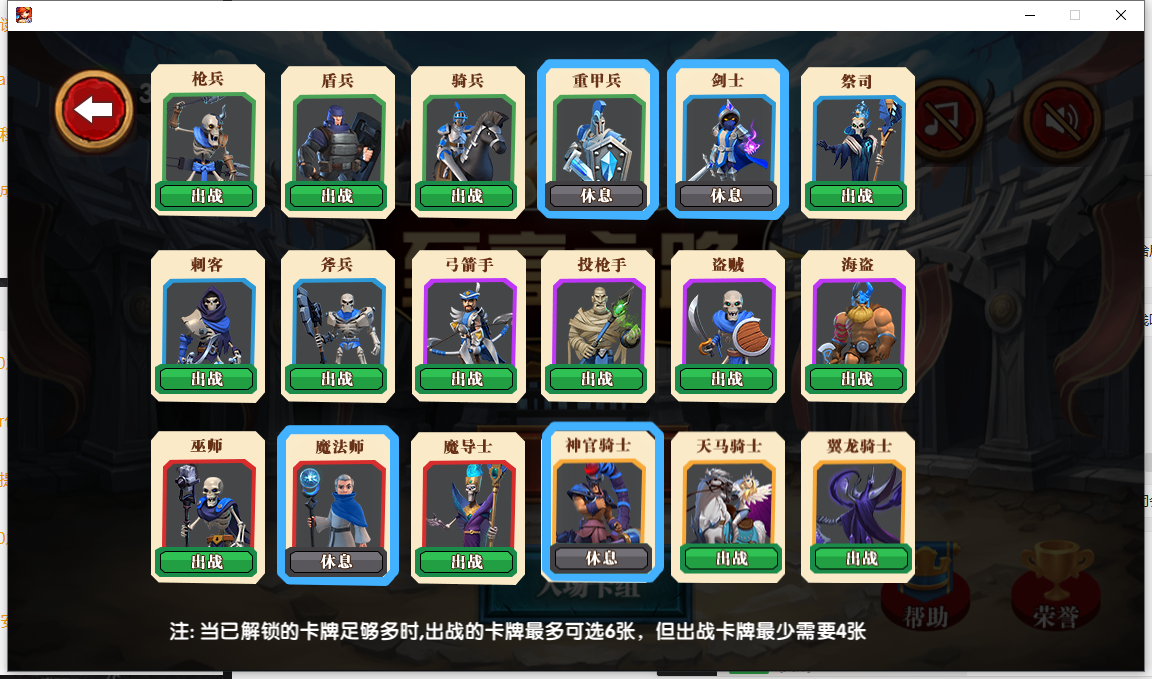 枪兵
盾兵
骑兵
重甲兵
剑士
祭司
出战
出战
出战
休息
休息
出战
刺客
斧兵
弓箭手
投枪手
盗贼
海盗
出战
出战
出战
出战
出战
出战
巫师
魔法师
魔导士
神官骑士
天马骑士
翼龙骑士
出战
休息
出战
休息
出战
出战
入场卡组
帮助
荣誉
注: 当已解锁的卡牌足够多时,出战的卡牌最多可选6张，但出战卡牌最少需要4张